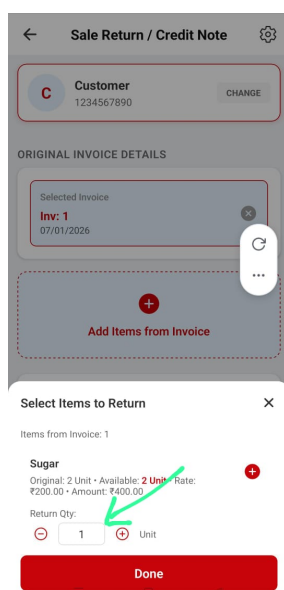 Sale Return / Credit Note
C
Customer
1234567890
CHANGE
ORIGINAL INVOICE DETAILS
Selected Invoice
Inv: 1
07/01/2026
Add Items from Invoice
Select Items to Return
Items from Invoice: 1
Sugar
Original: 2 Unit • Available: 2 Unit • Rate:
₹200.00 • Amount: ₹400.00
Return Qty:
1
Unit
Done